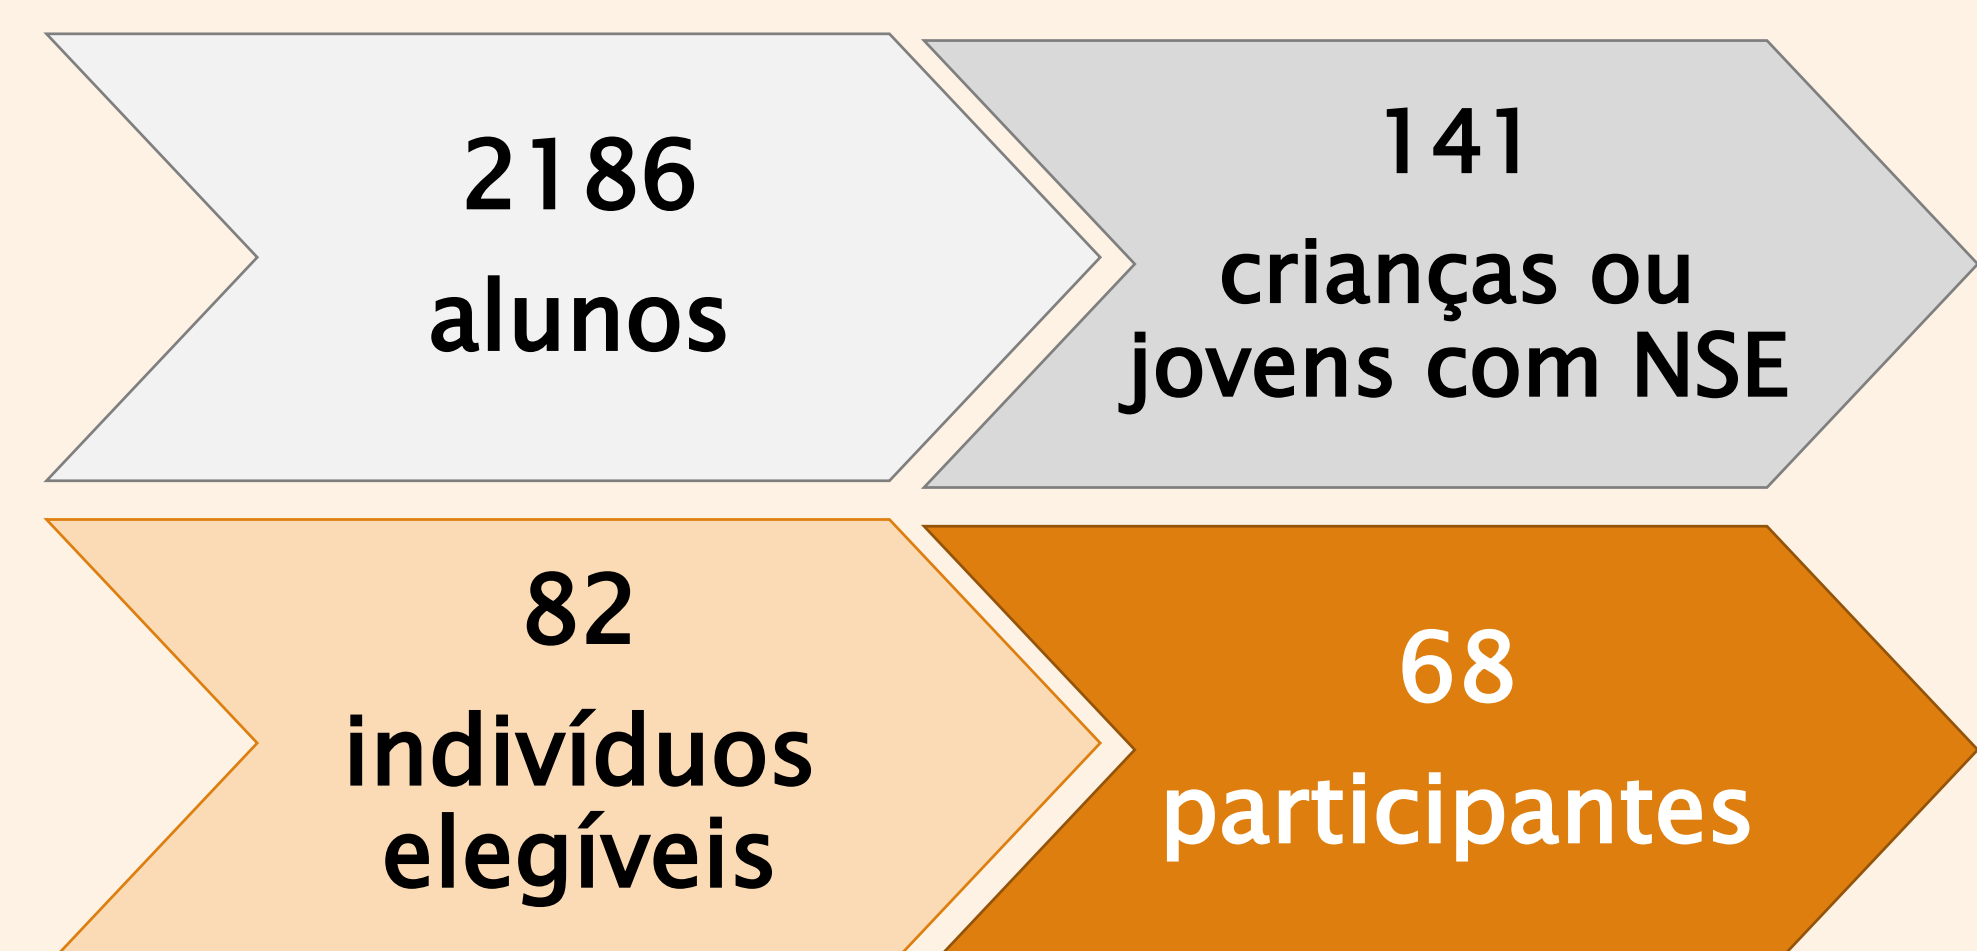 2186
alunos
141
crianças ou
jovens com NSE
82
indivíduos
elegíveis
68
participantes